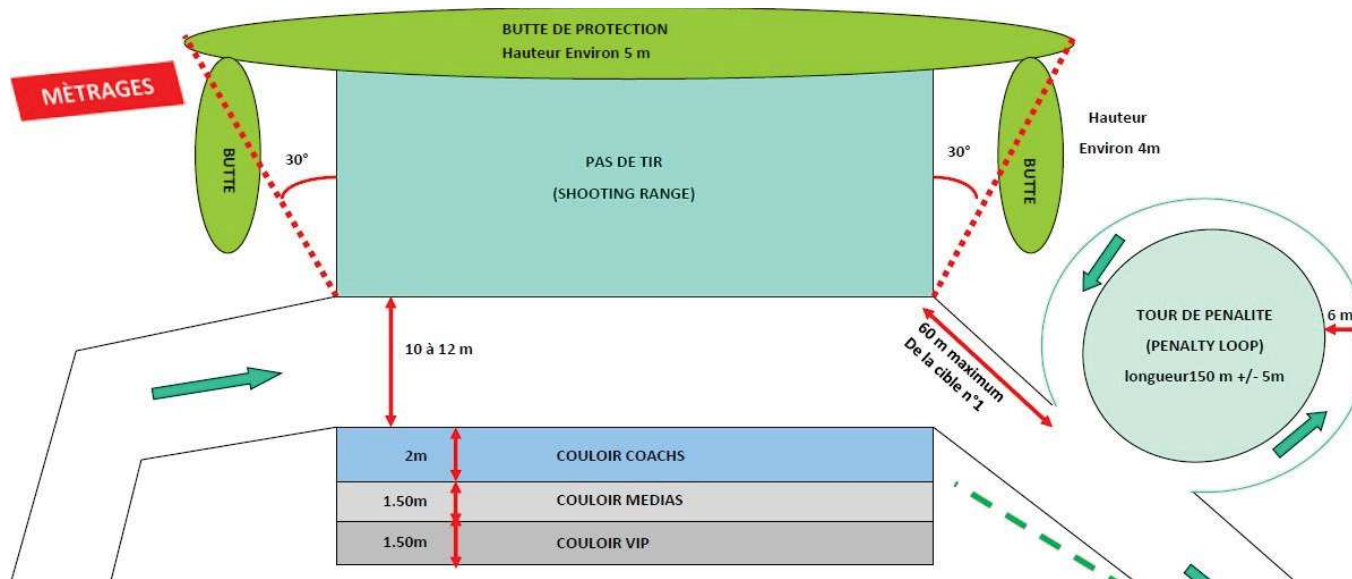 BUTTE DE PROTECTION
Hauteur Environ 5 m
MÈTRAGES
BUTTE
30°
PAS DE TIR
(SHOOTING RANGE)
30°
BUTTE
Hauteur
Environ 4m
TOUR DE PENALITE
(PENALTY LOOP)
longueur150 m +/- 5m
6 m
10 à 12 m
60 m maximum
De la cible n°1
2m
COULOIR COACHS
1.50m
COULOIR MEDIAS
1.50m
COULOIR VIP